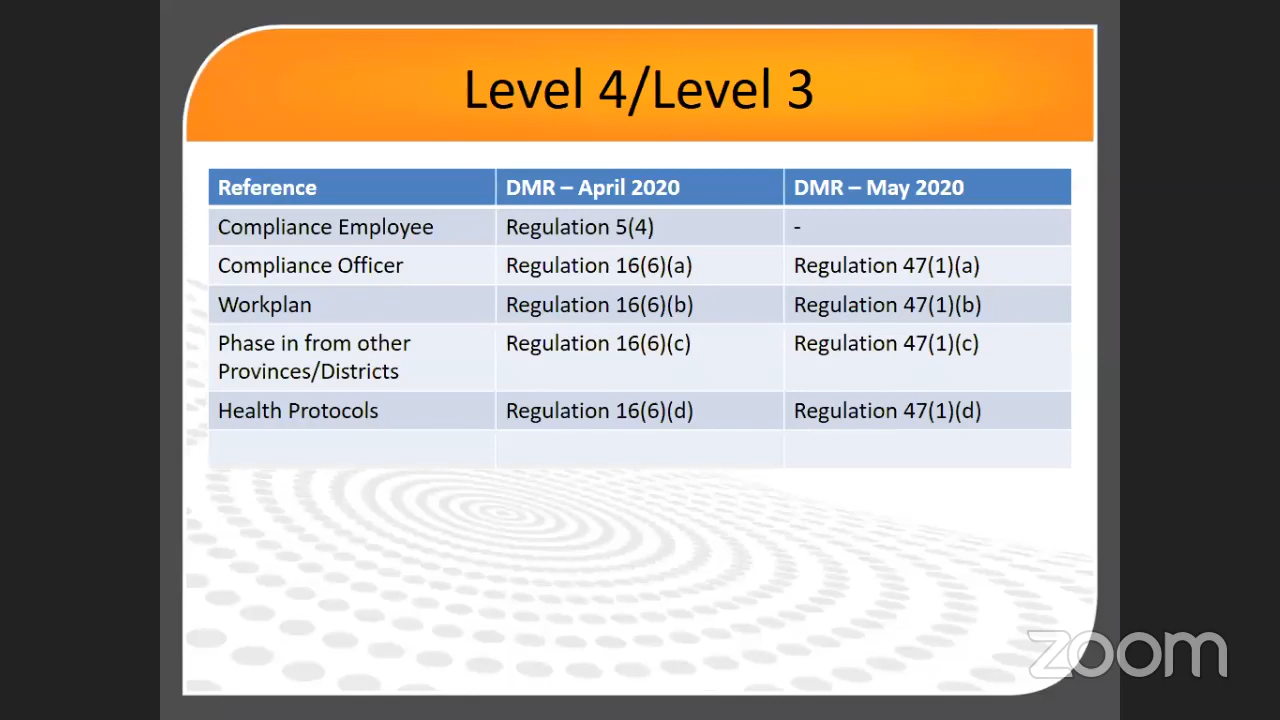 Level 4/Level 3
Reference DMR – April 2020 DMR – May 2020
Compliance Employee Regulation 5(4) -
Compliance Officer Regulation 16(6)(a) Regulation 47(1)(a)
Workplan Regulation 16(6)(b) Regulation 47(1)(b)
Phase in from other Regulation 16(6)(c) Regulation 47(1)(c)
Provinces/Districts
Health Protocols Regulation 16(6)(d) Regulation 47(1)(d)
zoom